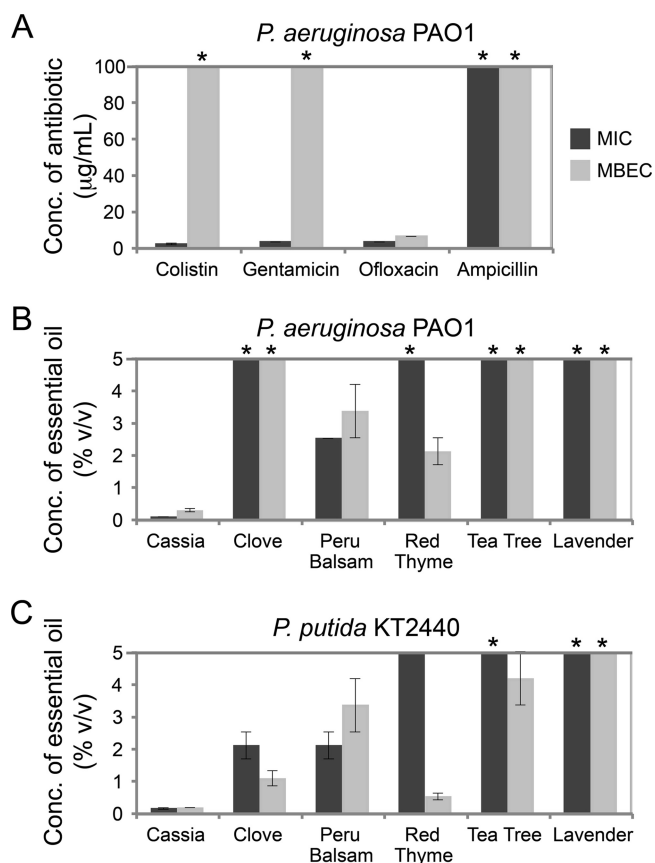 A
P. aeruginosa PAO1
Conc. of antibiotic
(µg/mL)
100
80
60
40
20
0
* * * *
Colistin Gentamicin Ofloxacin Ampicillin
MIC
MBEC
B
P. aeruginosa PAO1
Conc. of essential oil
(% v/v)
5
4
3
2
1
0
* * * * * * *
Cassia Clove Peru Balsam Red Thyme Tea Tree Lavender
C
P. putida KT2440
Conc. of essential oil
(% v/v)
5
4
3
2
1
0
* * *
Cassia Clove Peru Balsam Red Thyme Tea Tree Lavender